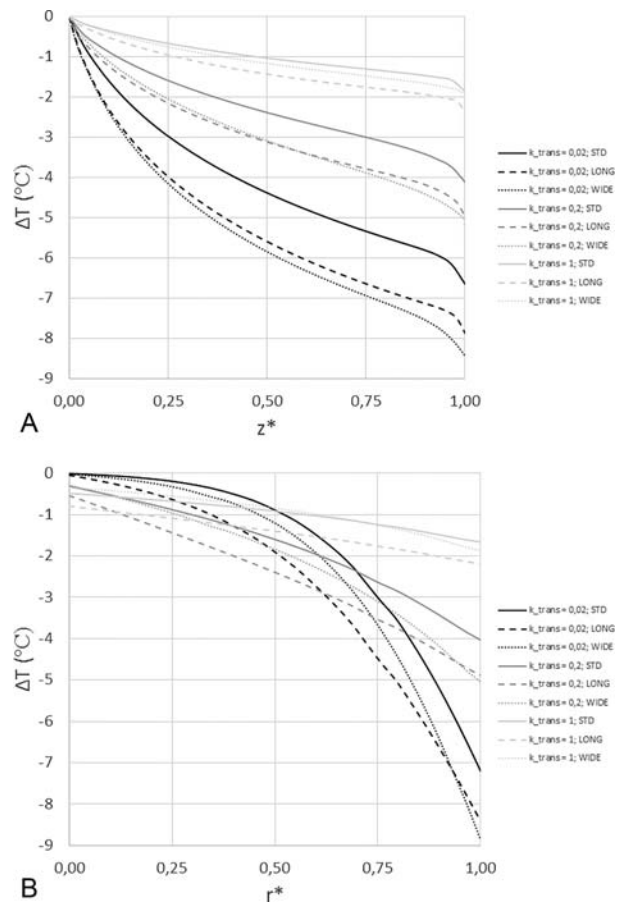 0
-1
-2
-3
-4
-5
-6
-7
-8
-9
ΔT (°C)
0,00 0,25 0,50 0,75 1,00
z*
A
k_trans= 0,02; STD
k_trans= 0,02; LONG
k_trans= 0,02; WIDE
k_trans= 0,2; STD
k_trans= 0,2; LONG
k_trans= 0,2; WIDE
k_trans= 1; STD
k_trans= 1; LONG
k_trans= 1; WIDE
0
-1
-2
-3
-4
-5
-6
-7
-8
-9
ΔT (°C)
0,00 0,25 0,50 0,75 1,00
r*
B
k_trans= 0,02; STD
k_trans= 0,02; LONG
k_trans= 0,02; WIDE
k_trans= 0,2; STD
k_trans= 0,2; LONG
k_trans= 0,2; WIDE
k_trans= 1; STD
k_trans= 1; LONG
k_trans= 1; WIDE